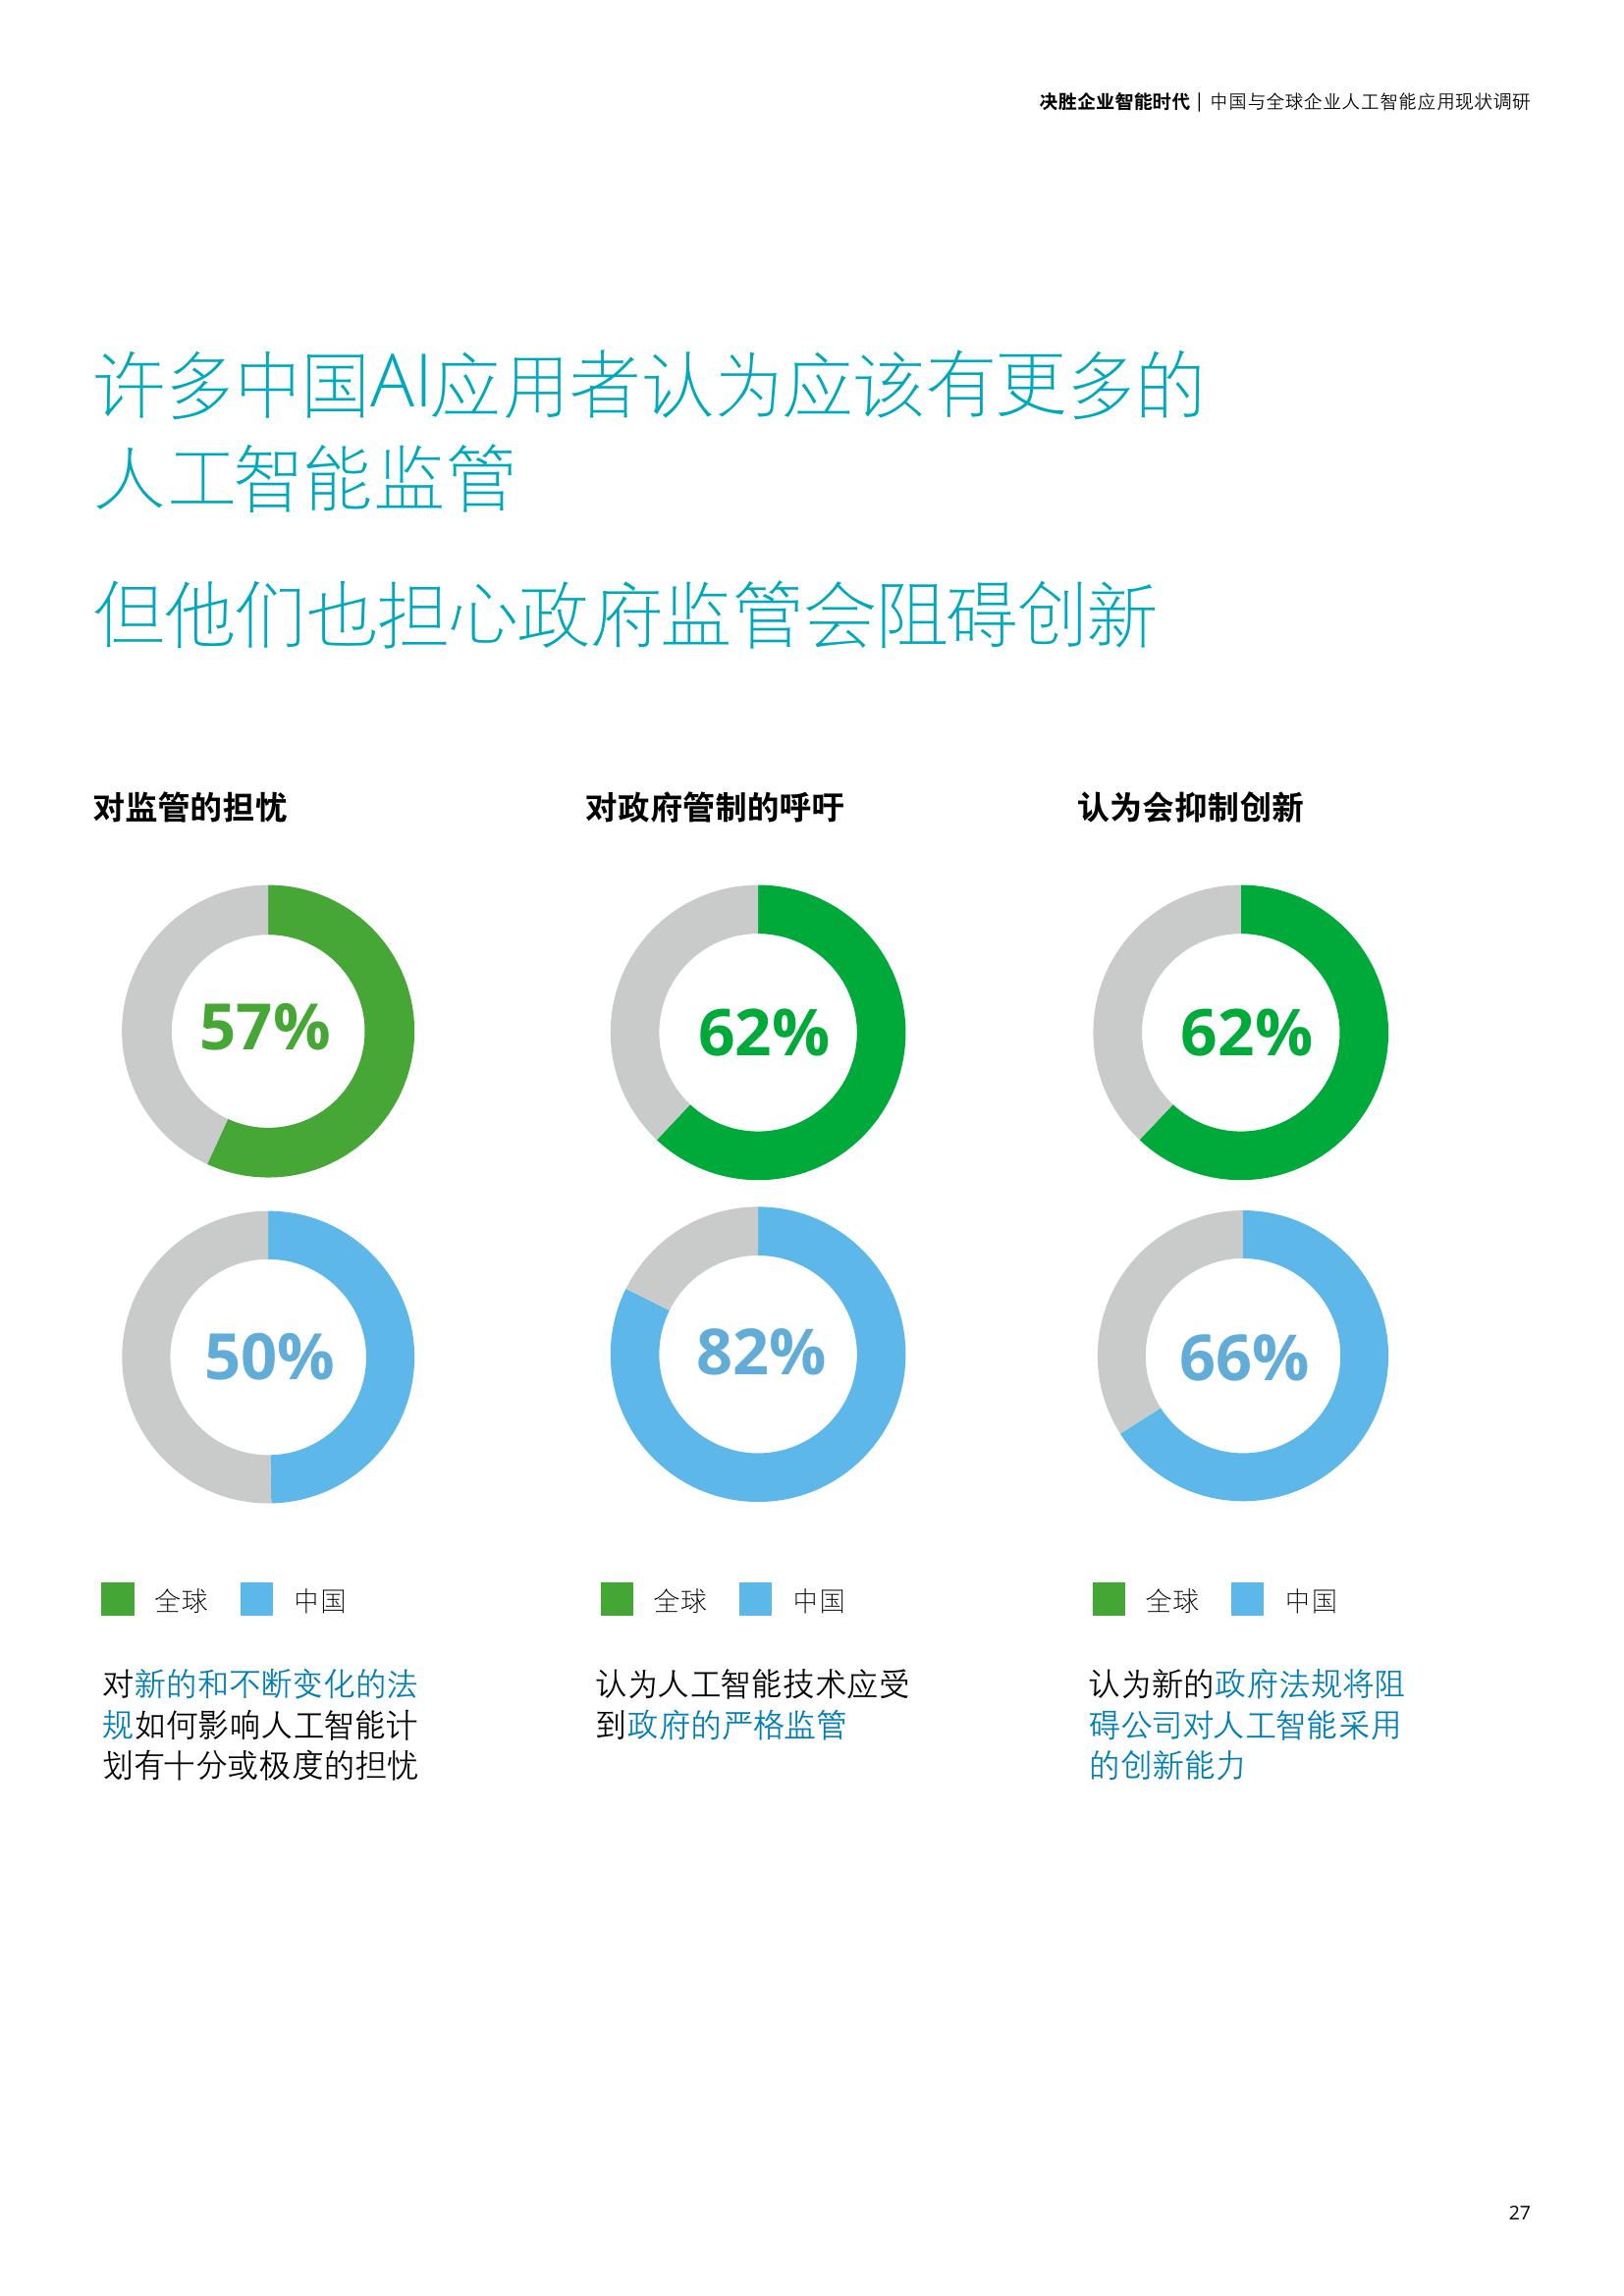 决胜企业智能时代 | 中国与全球企业人工智能应用现状调研
许多中国AI应用者认为应该有更多的
人工智能监管
但他们也担心政府监管会阻碍创新
对监管的担忧
对政府管制的呼吁
认为会抑制创新
57%
62%
62%
50%
82%
66%
全球 中国
全球 中国
全球 中国
对新的和不断变化的法
规如何影响人工智能计
划有十分或极度的担忧
认为人工智能技术应受
到政府的严格监管
认为新的政府法规将阻
碍公司对人工智能采用
的创新能力
27